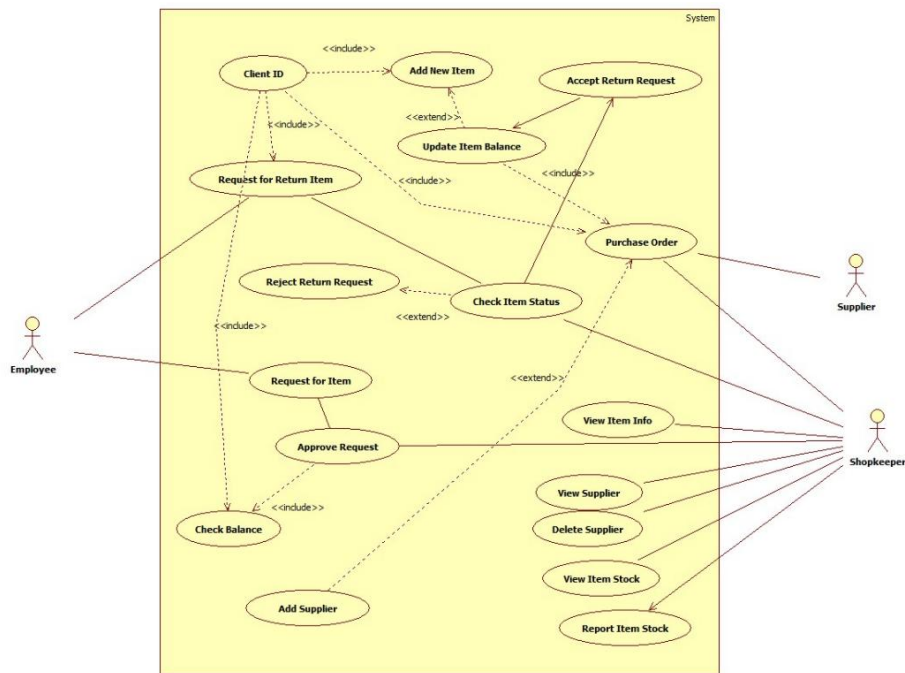 System
<<include>>
Client ID
Add New Item
Accept Return Request
<<include>>
<<extend>>
Update Item Balance
Request for Return Item
<<include>>
<<include>>
Purchase Order
Reject Return Request
Check Item Status
<<extend>>
Supplier
<<include>>
Employee
Request for Item
<<extend>>
View Item Info
Approve Request
Shopkeeper
View Supplier
<<include>>
Check Balance
Delete Supplier
View Item Stock
Add Supplier
Report Item Stock